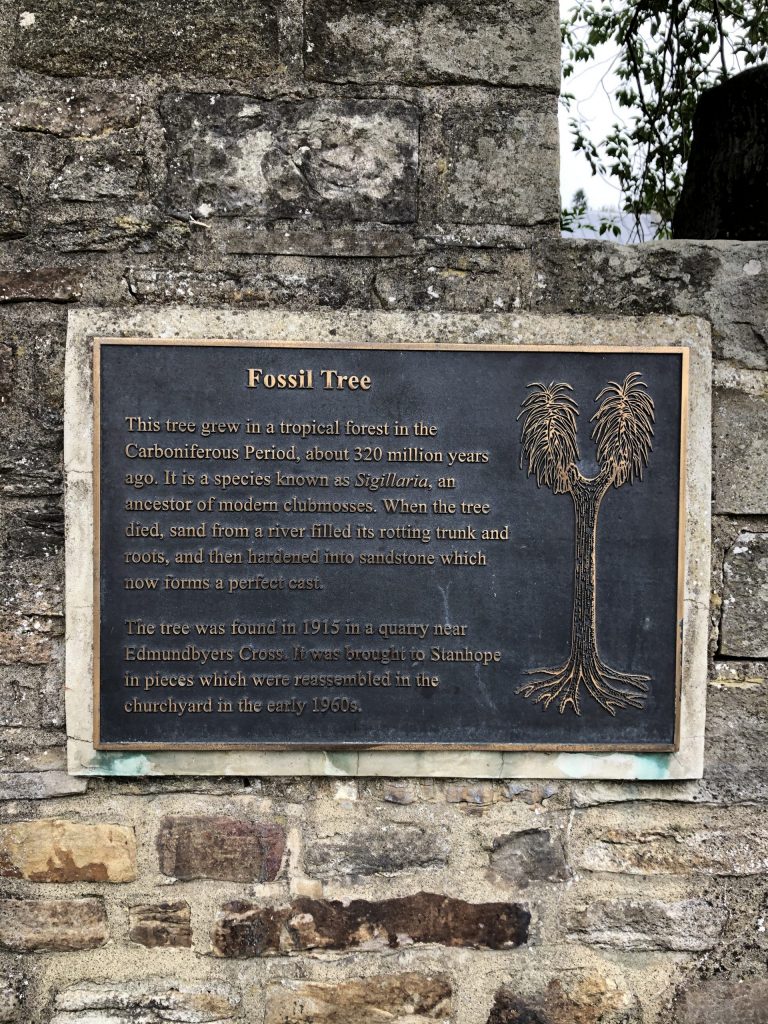 Fossil Tree
This tree grew in a tropical forest in the
Carboniferous Period, about 320 million years
ago. It is a species known as Sigillaria, an
ancestor of modern clubmosses. When the tree
died, sand from a river filled its rotting trunk and
roots, and then hardened into sandstone which
now forms a perfect cast.
The tree was found in 1915 in a quarry near
Edmundbyers Cross. It was brought to Stanhope
in pieces which were reassembled in the
churchyard in the early 1960s.